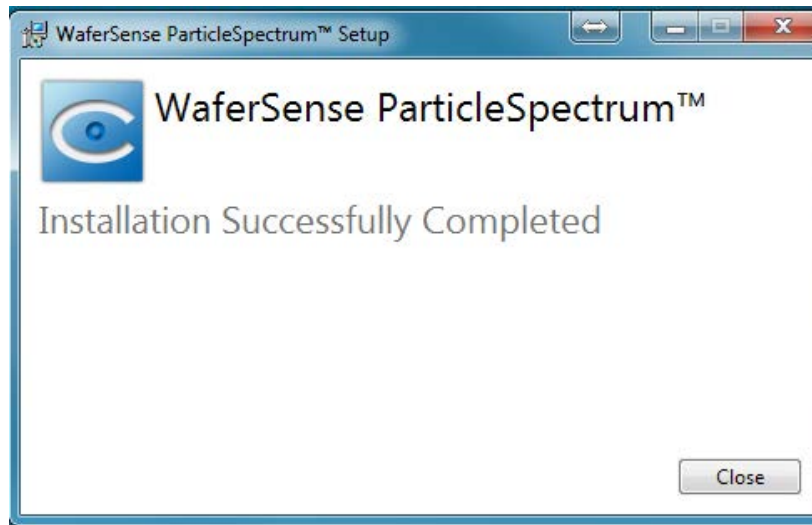 WaferSense ParticleSpectrum™ Setup
WaferSense ParticleSpectrum™
Installation Successfully Completed
Close